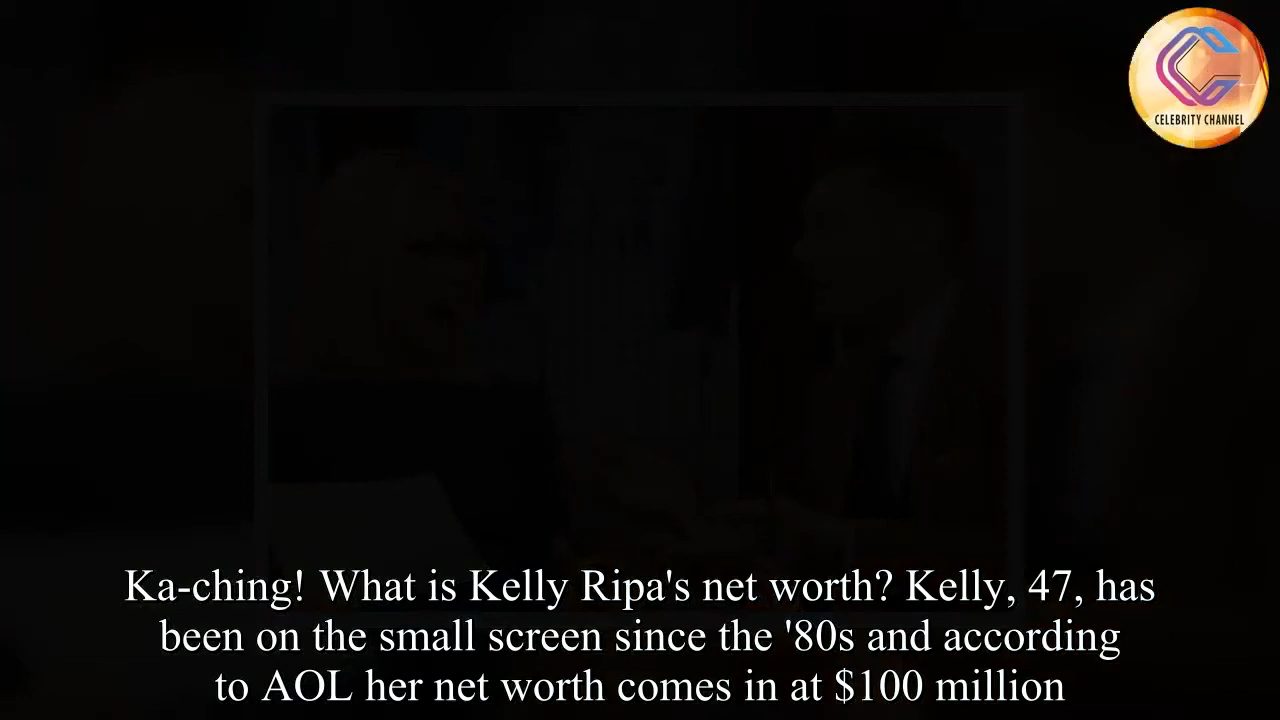 CELEBRITY CHANNEL
Ka-ching! What is Kelly Ripa's net worth? Kelly, 47, has
been on the small screen since the '80s and according
to AOL her net worth comes in at $100 million